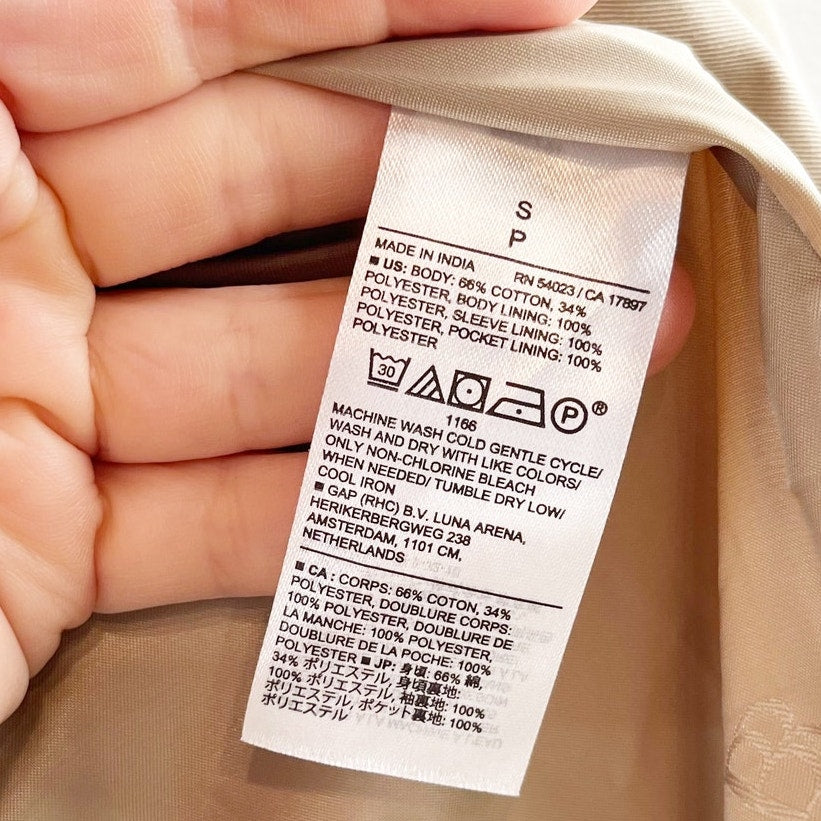 S
P
MADE IN INDIA RN 54023 / CA 17897
■ US: BODY: 66% COTTON, 34%
POLYESTER, BODY LINING: 100%
POLYESTER, SLEEVE LINING: 100%
POLYESTER, POCKET LINING: 100%
POLYESTER
30 P ®
1166
MACHINE WASH COLD GENTLE CYCLE/
WASH AND DRY WITH LIKE COLORS/
ONLY NON-CHLORINE BLEACH
WHEN NEEDED/ TUMBLE DRY LOW/
COOL IRON
■ GAP (RHC) B.V. LUNA ARENA,
HERIKERBERGWEG 238
AMSTERDAM, 1101 CM,
NETHERLANDS
■ CA : CORPS: 66% COTON, 34%
POLYESTER, DOUBLURE CORPS:
100% POLYESTER, DOUBLURE DE
LA MANCHE: 100% POLYESTER,
DOUBLURE DE LA POCHE: 100%
POLYESTER ■ JP: 身頃: 66% 綿,
34% ポリエステル, 身頃裏地:
100% ポリエステル, 袖裏地: 100%
ポリエステル, ポケット裏地: 100%
ポリエステル